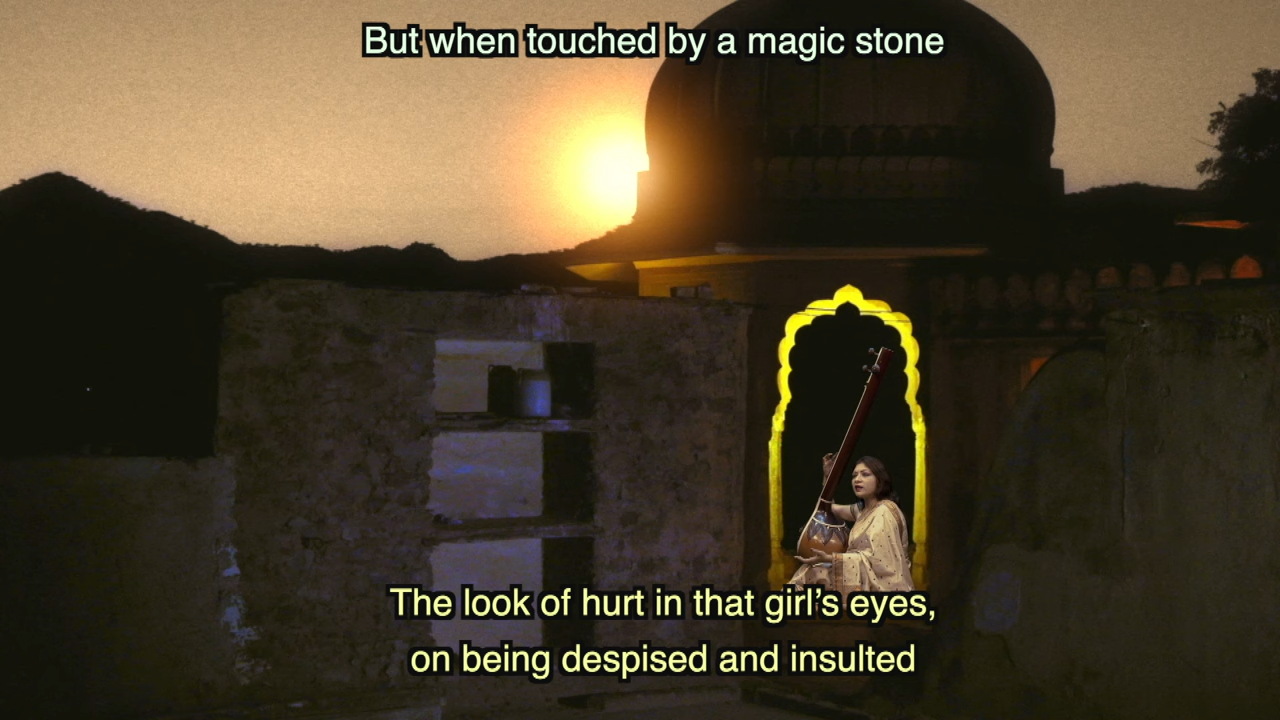 But when touched by a magic stone
The look of hurt in that girl’s eyes,
on being despised and insulted